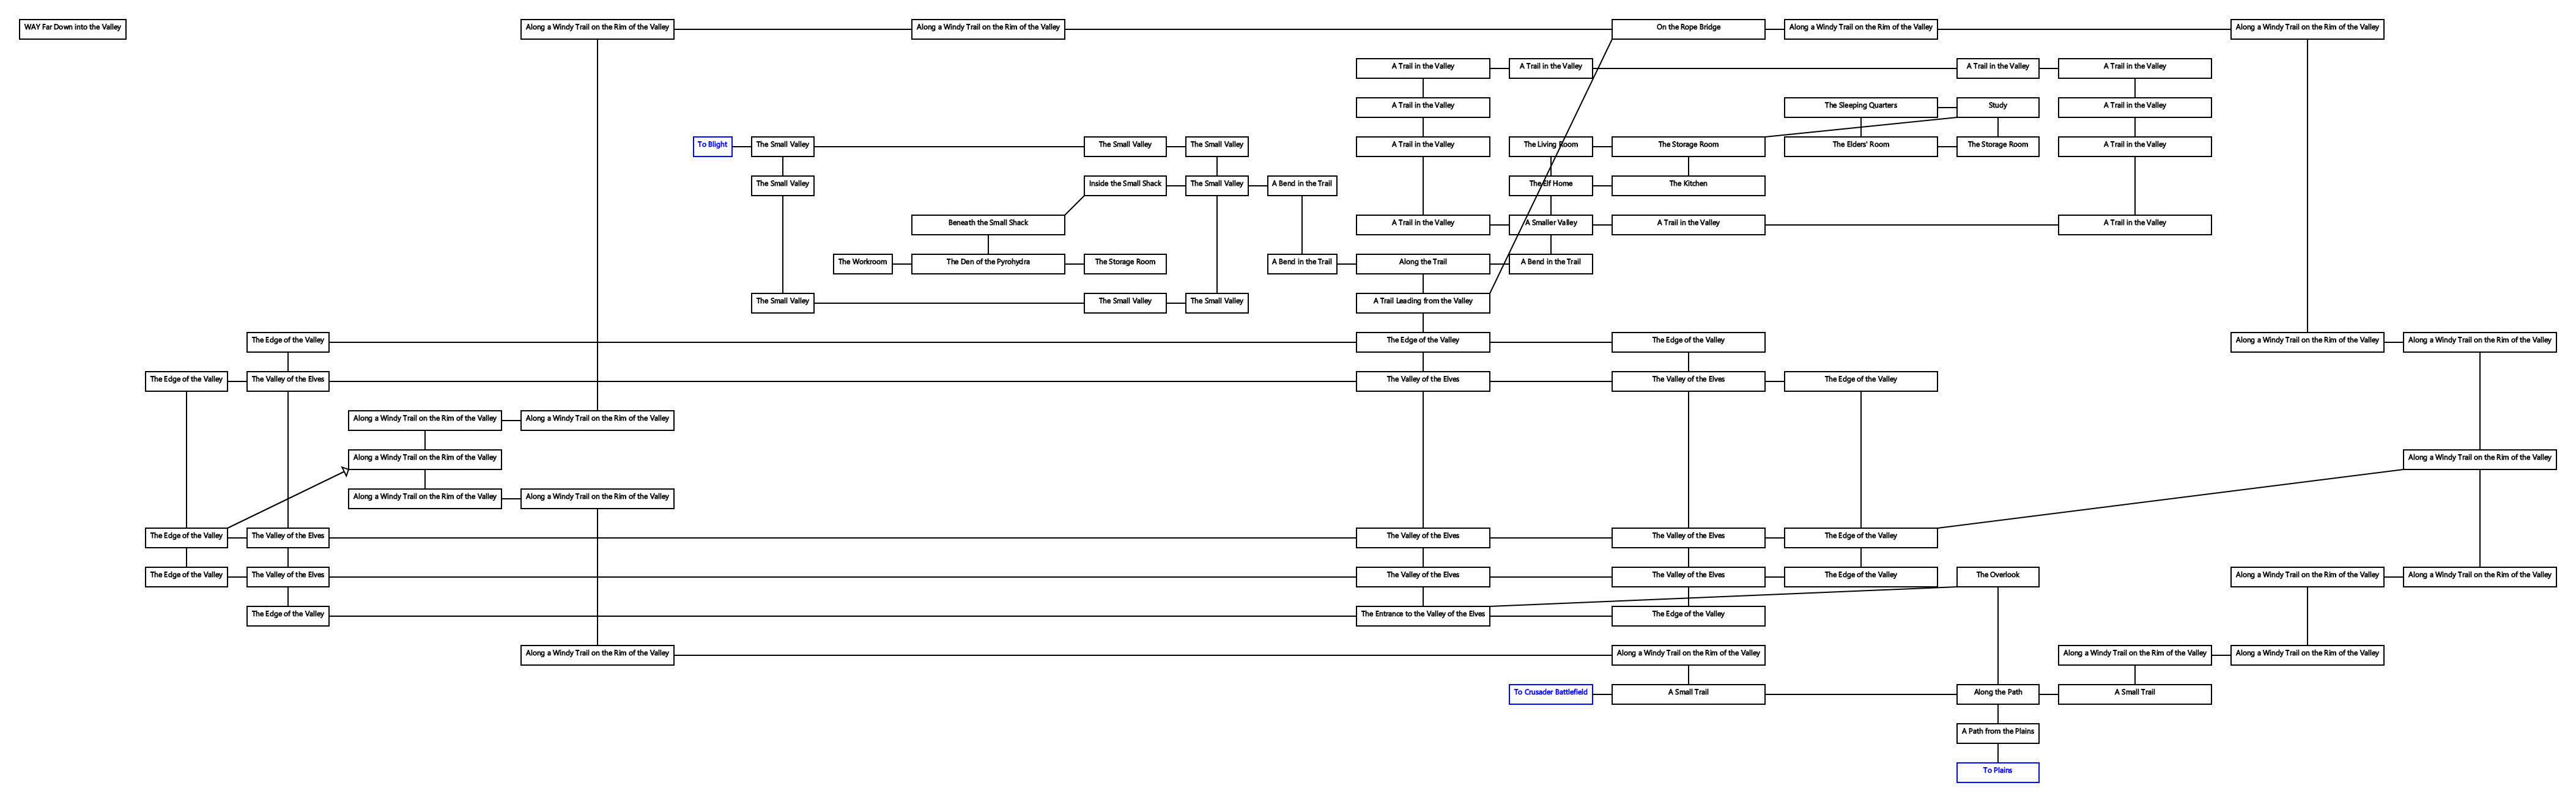 WAY Far Down into the Valley
Along a Windy Trail on the Rim of the Valley
Along a Windy Trail on the Rim of the Valley
On the Rope Bridge
Along a Windy Trail on the Rim of the Valley
Along a Windy Trail on the Rim of the Valley
A Trail in the Valley
A Trail in the Valley
A Trail in the Valley
A Trail in the Valley
A Trail in the Valley
The Sleeping Quarters
Study
A Trail in the Valley
To Blight
The Small Valley
The Small Valley
The Small Valley
A Trail in the Valley
The Living Room
The Storage Room
The Elders' Room
The Storage Room
A Trail in the Valley
The Small Valley
Inside the Small Shack
The Small Valley
A Bend in the Trail
The Elf Home
The Kitchen
Beneath the Small Shack
A Trail in the Valley
A Smaller Valley
A Trail in the Valley
A Trail in the Valley
The Workroom
The Den of the Pyrohydra
The Storage Room
A Bend in the Trail
Along the Trail
A Bend in the Trail
The Small Valley
The Small Valley
The Small Valley
A Trail Leading from the Valley
The Edge of the Valley
The Edge of the Valley
The Edge of the Valley
Along a Windy Trail on the Rim of the Valley
Along a Windy Trail on the Rim of the Valley
The Edge of the Valley
The Valley of the Elves
The Valley of the Elves
The Valley of the Elves
The Edge of the Valley
Along a Windy Trail on the Rim of the Valley
Along a Windy Trail on the Rim of the Valley
Along a Windy Trail on the Rim of the Valley
Along a Windy Trail on the Rim of the Valley
Along a Windy Trail on the Rim of the Valley
Along a Windy Trail on the Rim of the Valley
The Edge of the Valley
The Valley of the Elves
The Valley of the Elves
The Valley of the Elves
The Edge of the Valley
The Edge of the Valley
The Valley of the Elves
The Valley of the Elves
The Valley of the Elves
The Edge of the Valley
The Overlook
Along a Windy Trail on the Rim of the Valley
Along a Windy Trail on the Rim of the Valley
The Edge of the Valley
The Entrance to the Valley of the Elves
The Edge of the Valley
Along a Windy Trail on the Rim of the Valley
Along a Windy Trail on the Rim of the Valley
Along a Windy Trail on the Rim of the Valley
Along a Windy Trail on the Rim of the Valley
To Crusader Battlefield
A Small Trail
Along the Path
A Small Trail
A Path from the Plains
To Plains